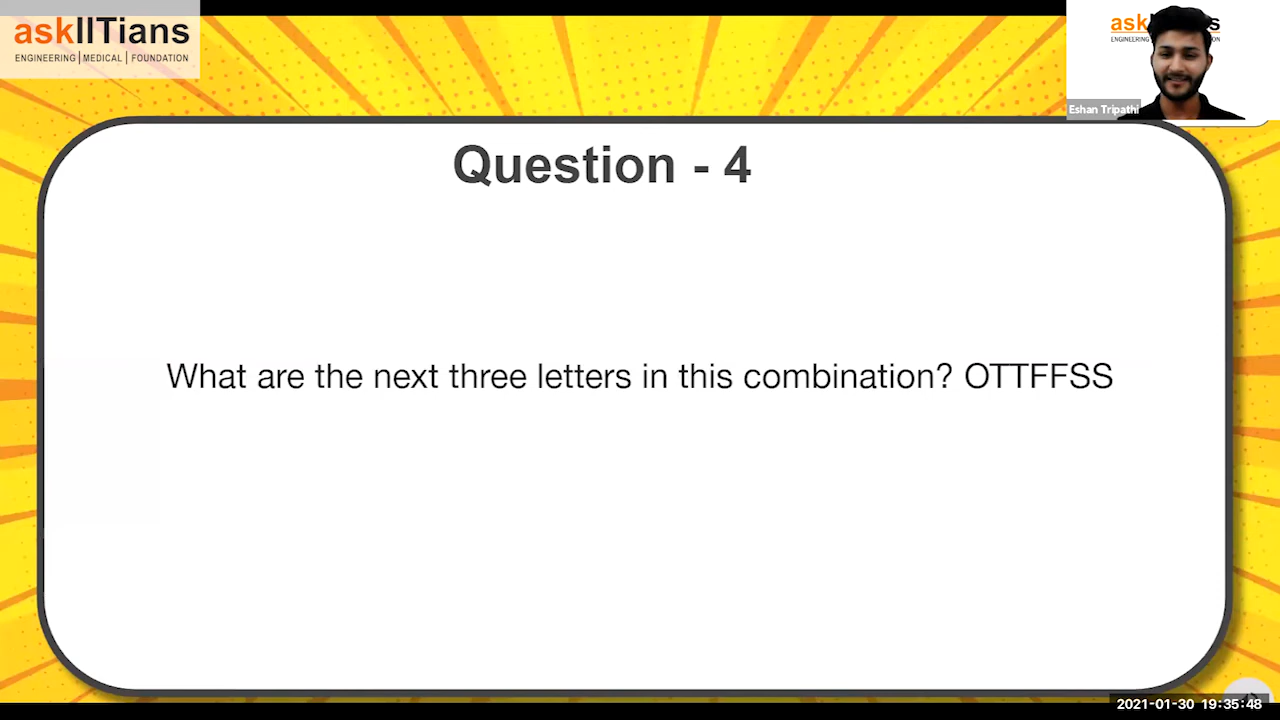 askIITians
ENGINEERING | MEDICAL | FOUNDATION
Eshan Tripathi
Question - 4
What are the next three letters in this combination? OTTFFSS
2021-01-30 19:35:48